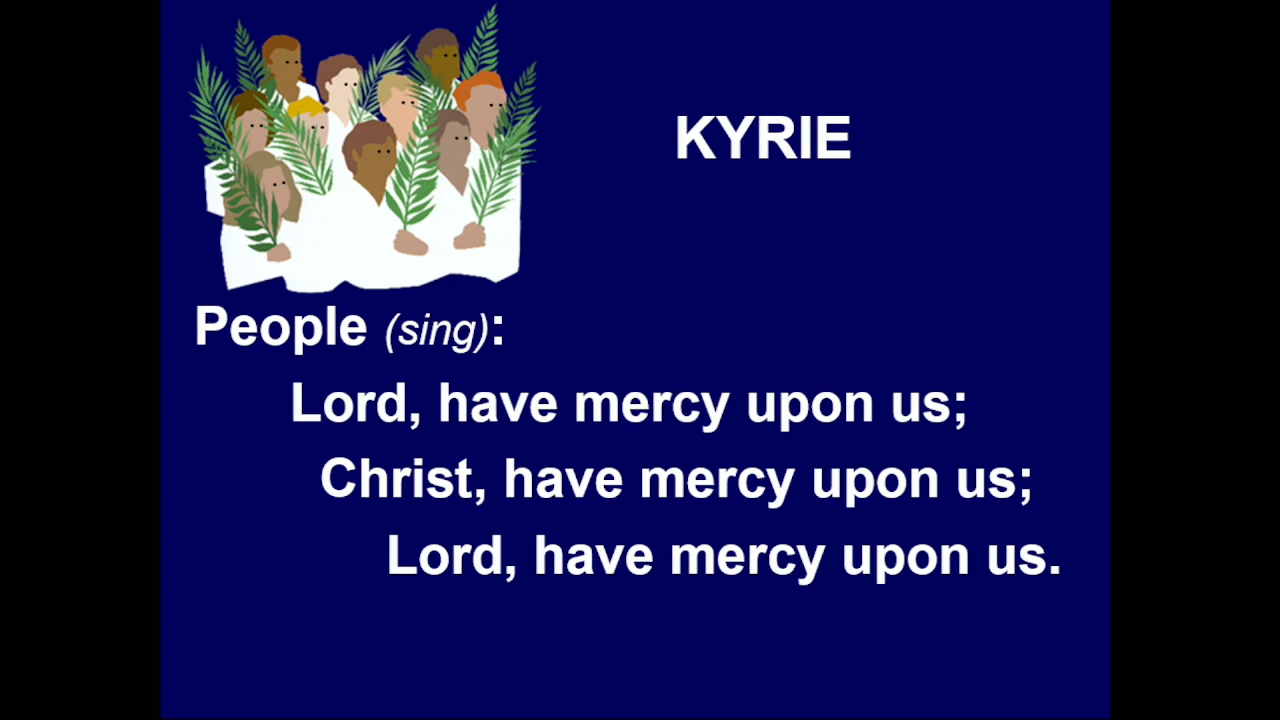 KYRIE
People (sing):
Lord, have mercy upon us;
Christ, have mercy upon us;
Lord, have mercy upon us.